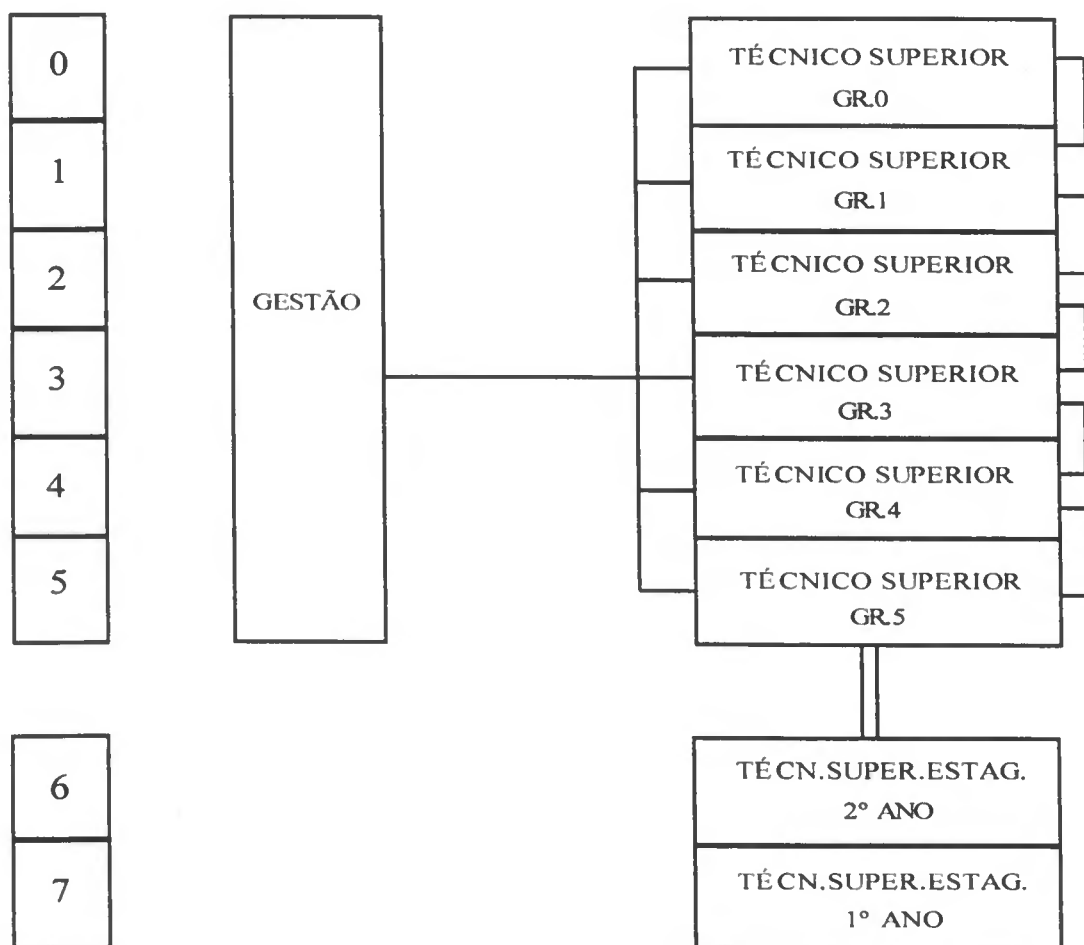 0
TÉCNICO SUPERIOR
GR.0
1
TÉCNICO SUPERIOR
GR.1
2
TÉCNICO SUPERIOR
GR.2
GESTÃO
3
TÉCNICO SUPERIOR
GR.3
4
TÉCNICO SUPERIOR
GR.4
5
TÉCNICO SUPERIOR
GR.5
6
TÉCN.SUPER.ESTAG.
2º ANO
7
TÉCN.SUPER.ESTAG.
1º ANO